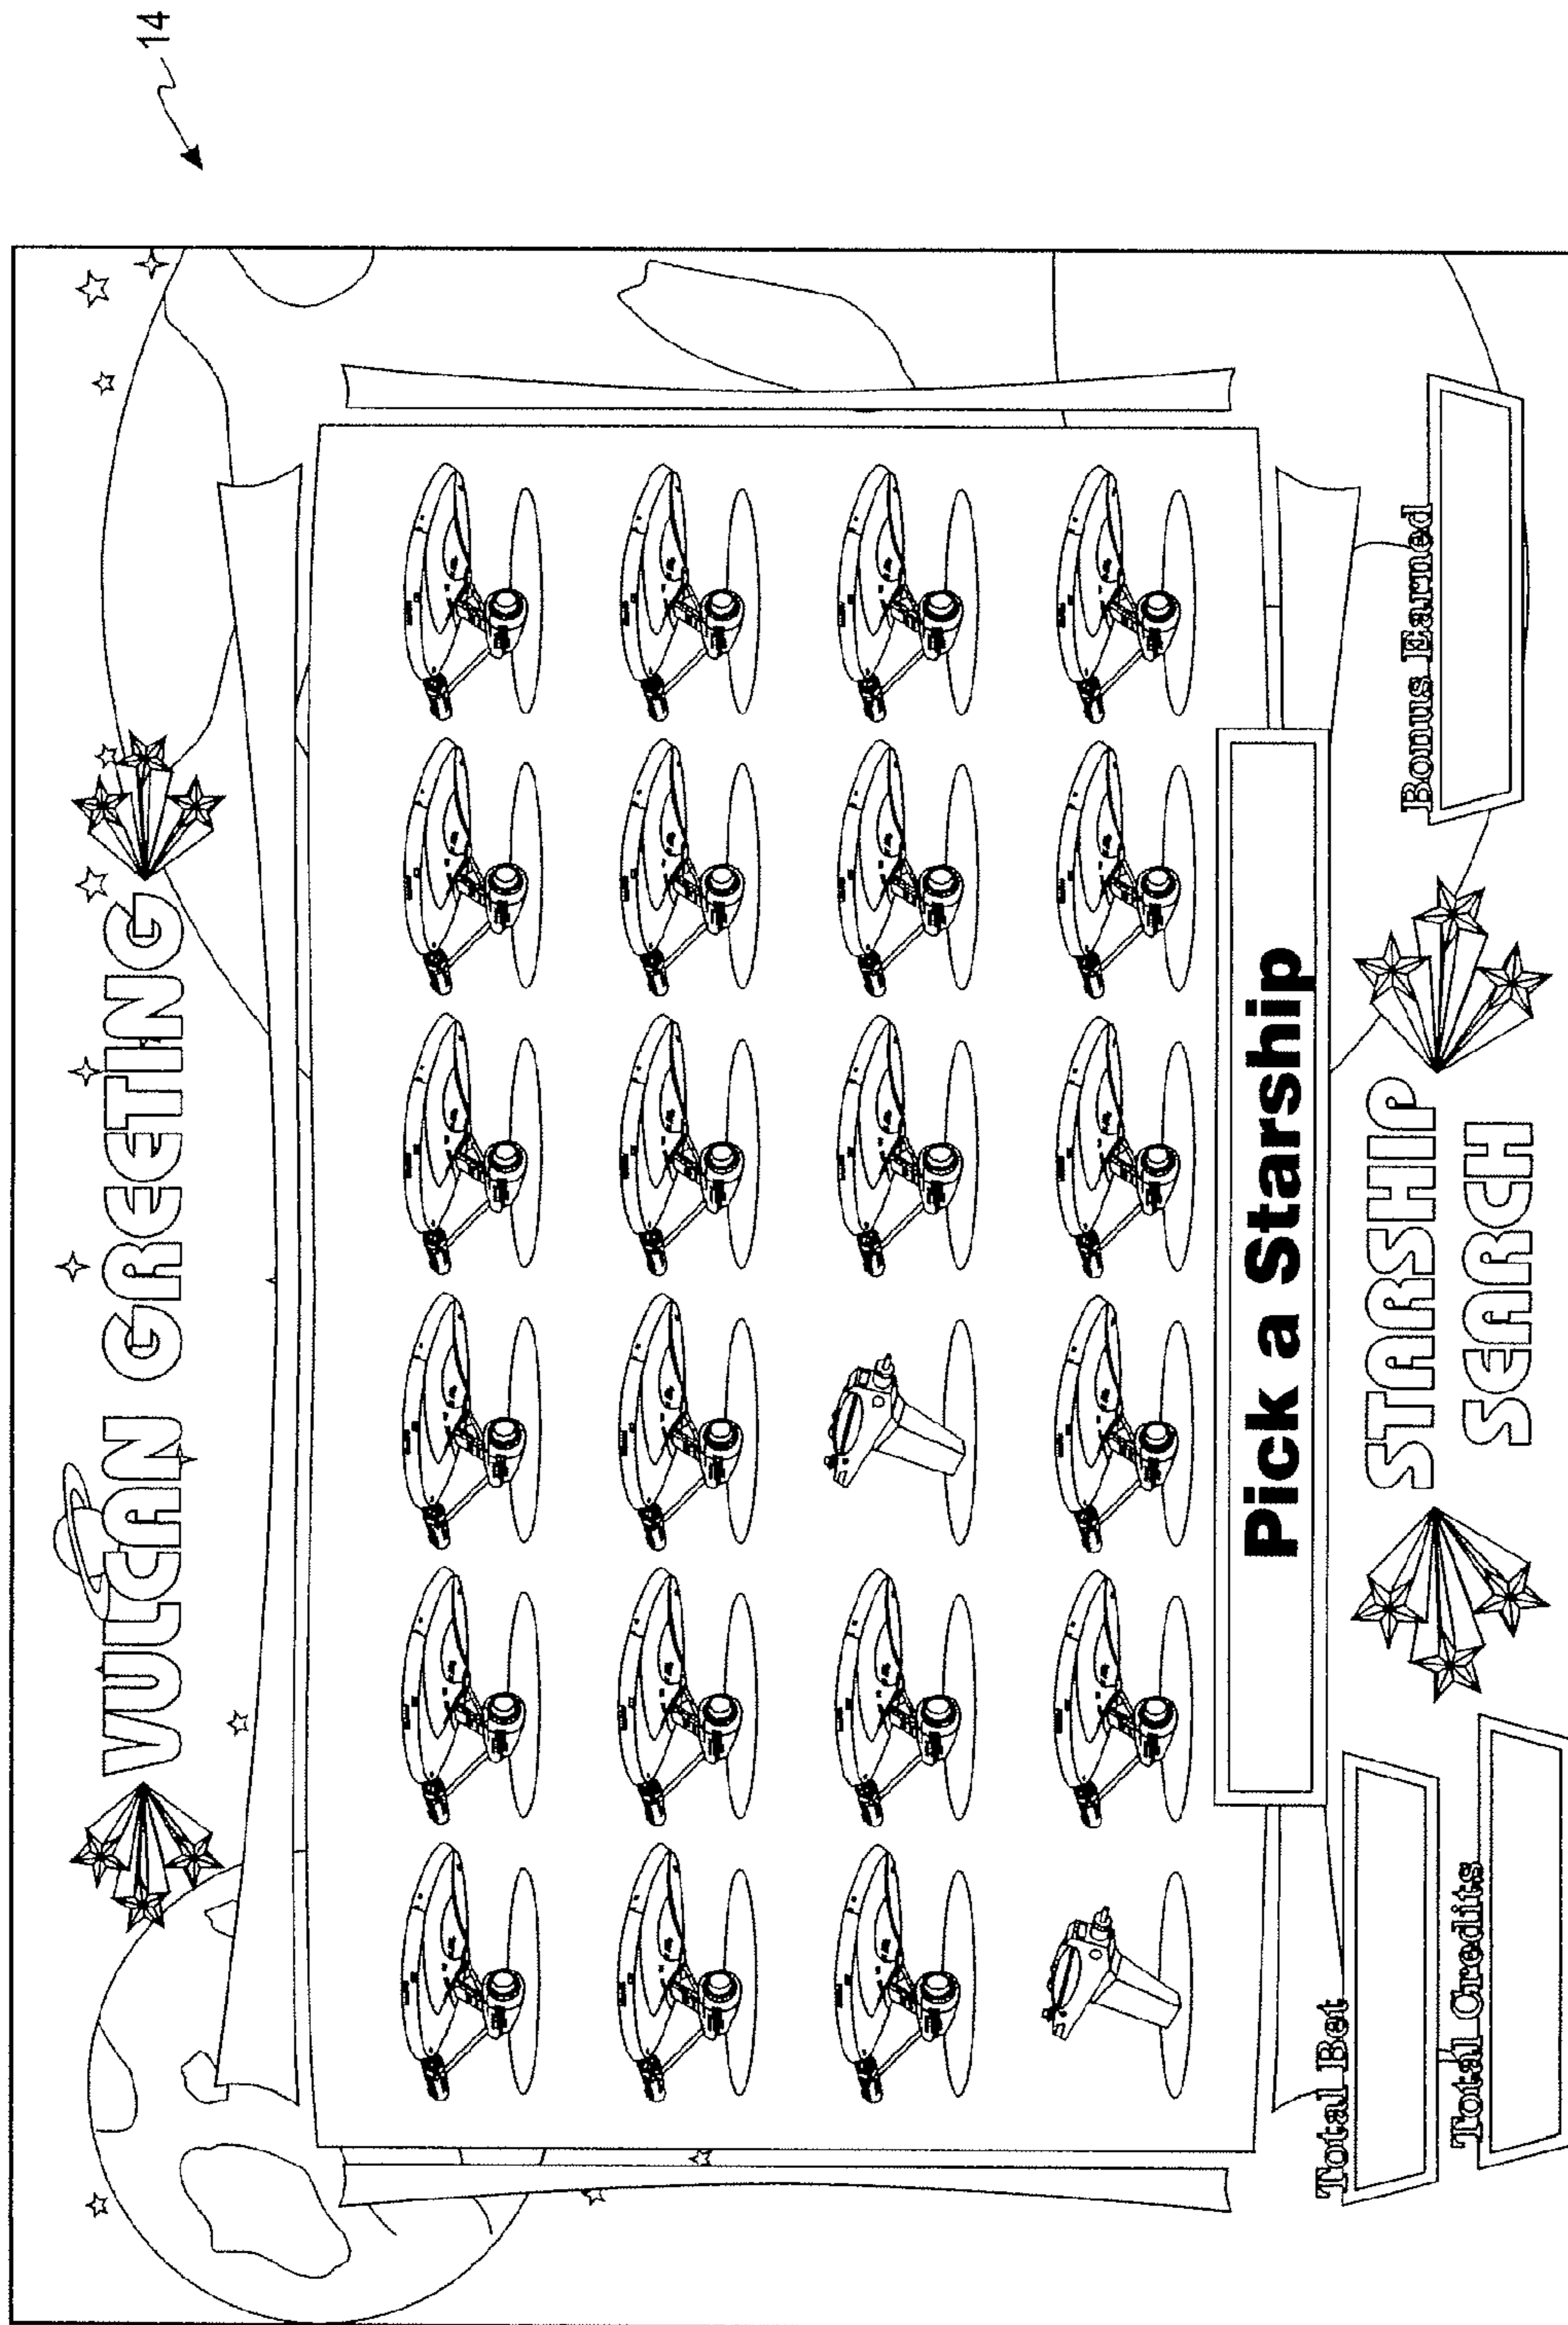 14
VULCAN GREETING
Pick a Starship
Total Bet
Total Credits
STARSHIP
SEARCH
Bonus Earned